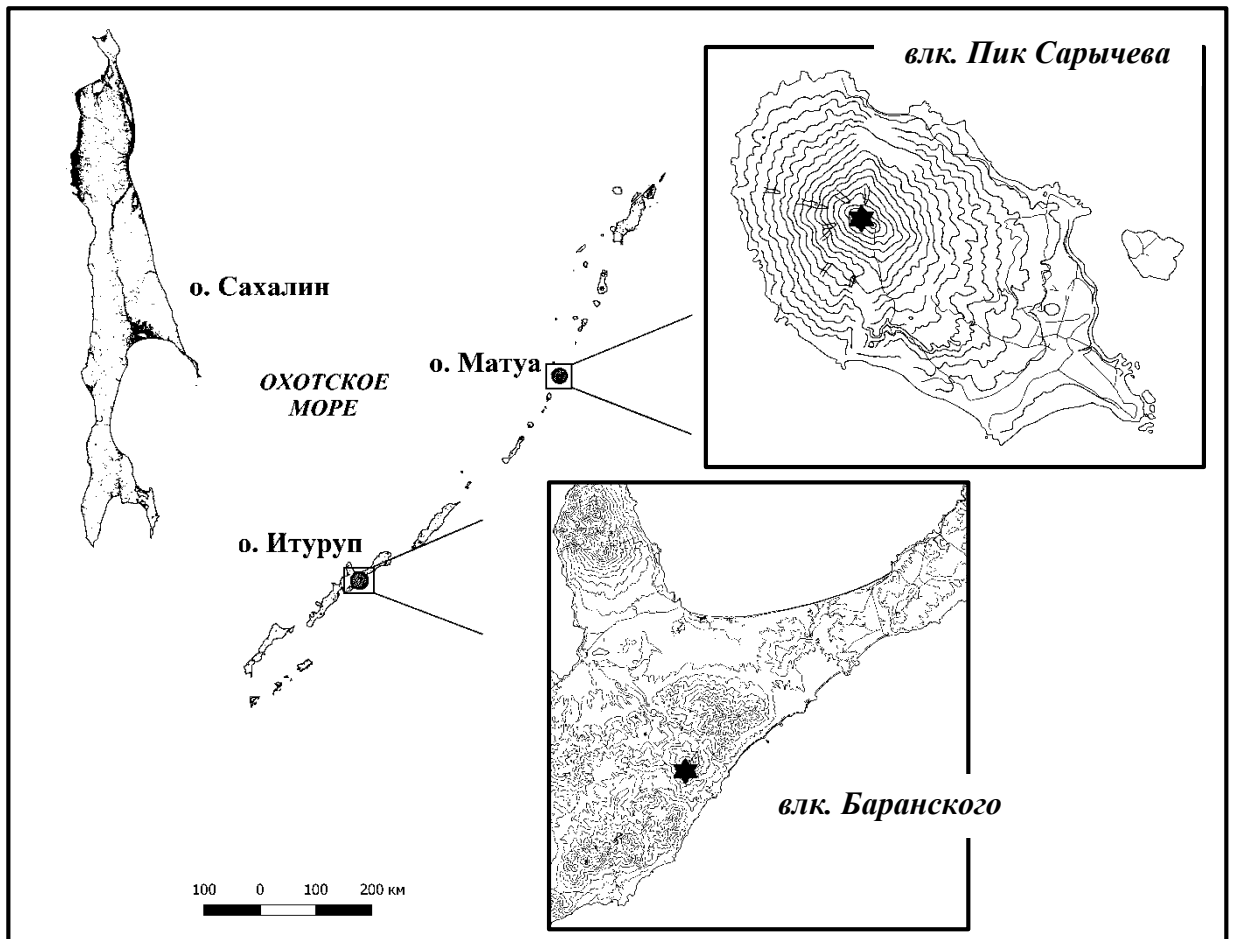 влк. Пик Сарычева
о. Сахалин
о. Матуа
ОХОТСКОЕ
МОРЕ
о. Итуруп
влк. Баранского
100 0 100 200 км